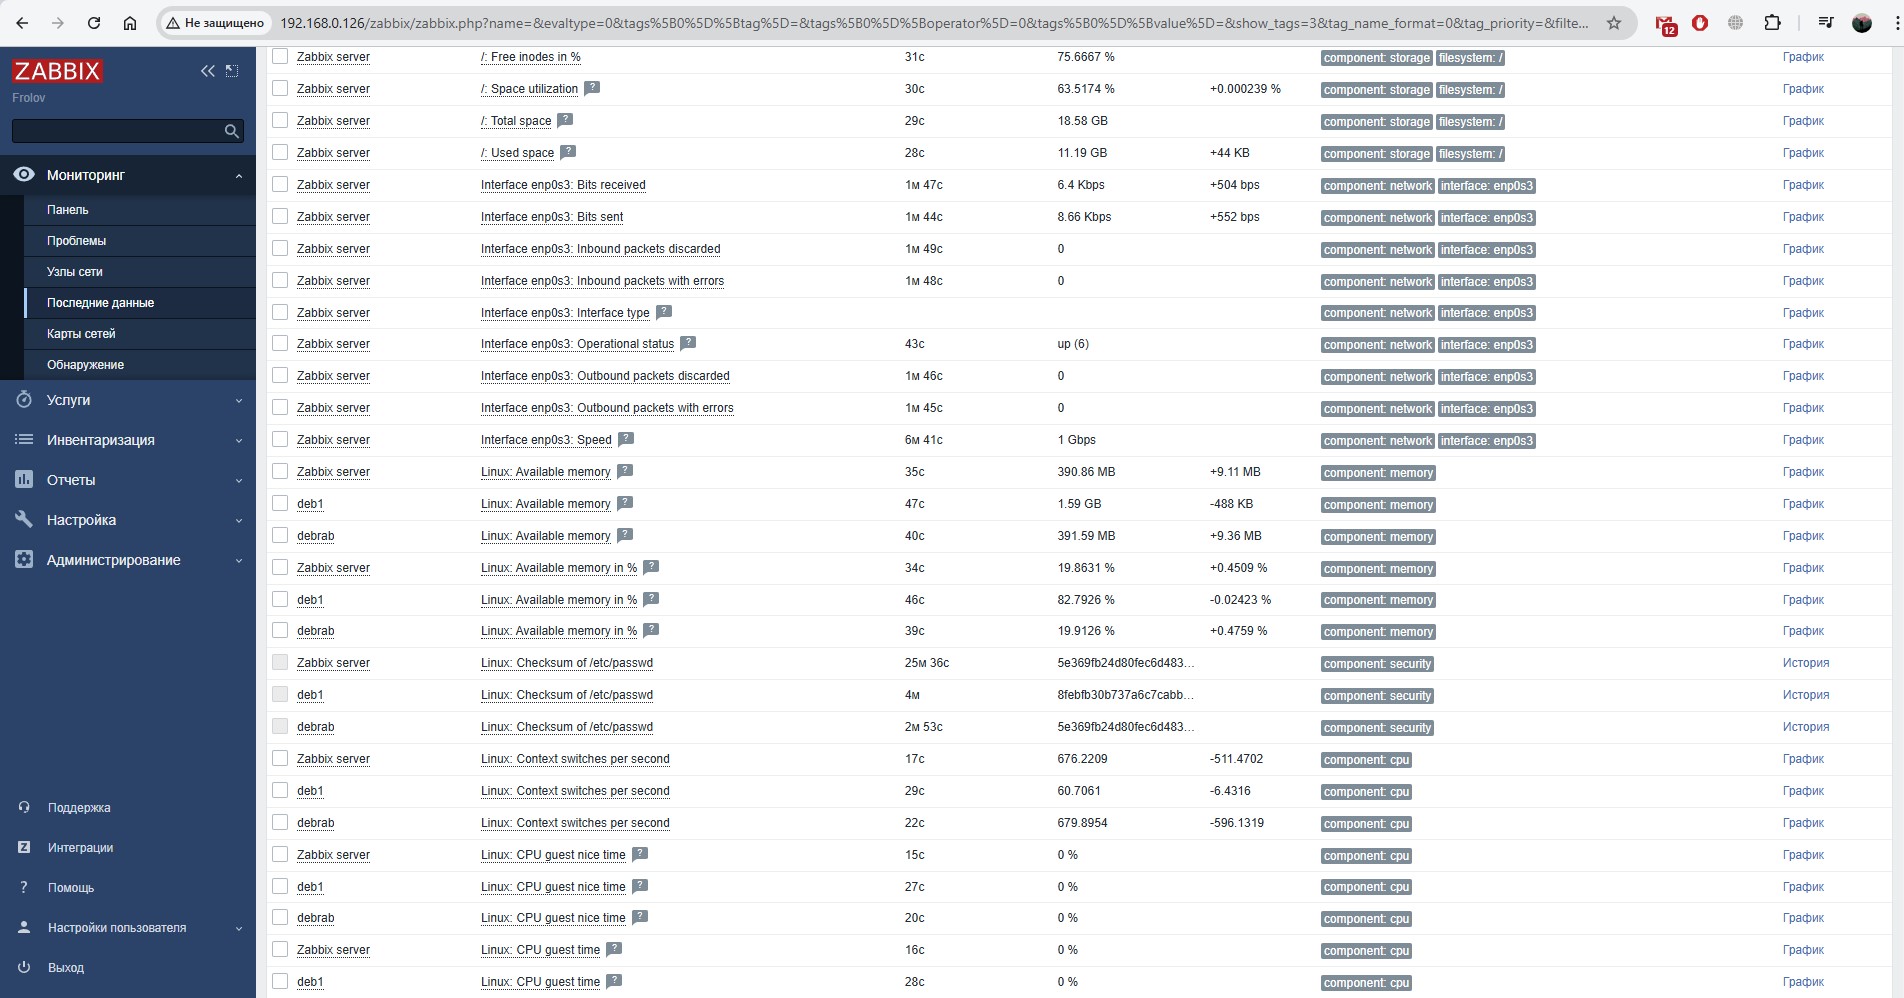 Не защищено 192.168.0.126/zabbix/zabbix.php?name=&evaltype=0&tags%5B0%5D%5Btag%5D=&tags%5B0%5D%5Boperator%5D=0&tags%5B0%5D%5Bvalue%5D=&show_tags=3&tag_name_format=0&tag_priority=&filte... 12
ZABBIX
Frolov
Мониторинг
Панель
Проблемы
Узлы сети
Последние данные
Карты сетей
Обнаружение
Услуги
Инвентаризация
Отчеты
Настройка
Администрирование
Поддержка
Z Интеграции
? Помощь
Настройки пользователя
Выход
Zabbix server /: Free inodes in % 31с 75.6667 % component: storage filesystem: / График
Zabbix server /: Space utilization ? 30с 63.5174 % +0.000239 % component: storage filesystem: / График
Zabbix server /: Total space ? 29с 18.58 GB component: storage filesystem: / График
Zabbix server /: Used space ? 28с 11.19 GB +44 KB component: storage filesystem: / График
Zabbix server Interface enp0s3: Bits received 1м 47с 6.4 Kbps +504 bps component: network interface: enp0s3 График
Zabbix server Interface enp0s3: Bits sent 1м 44с 8.66 Kbps +552 bps component: network interface: enp0s3 График
Zabbix server Interface enp0s3: Inbound packets discarded 1м 49с 0 component: network interface: enp0s3 График
Zabbix server Interface enp0s3: Inbound packets with errors 1м 48с 0 component: network interface: enp0s3 График
Zabbix server Interface enp0s3: Interface type ? component: network interface: enp0s3 График
Zabbix server Interface enp0s3: Operational status ? 43с up (6) component: network interface: enp0s3 График
Zabbix server Interface enp0s3: Outbound packets discarded 1м 46с 0 component: network interface: enp0s3 График
Zabbix server Interface enp0s3: Outbound packets with errors 1м 45с 0 component: network interface: enp0s3 График
Zabbix server Interface enp0s3: Speed ? 6м 41с 1 Gbps component: network interface: enp0s3 График
Zabbix server Linux: Available memory ? 35с 390.86 MB +9.11 MB component: memory График
deb1 Linux: Available memory ? 47с 1.59 GB -488 KB component: memory График
debrab Linux: Available memory ? 40с 391.59 MB +9.36 MB component: memory График
Zabbix server Linux: Available memory in % ? 34с 19.8631 % +0.4509 % component: memory График
deb1 Linux: Available memory in % ? 46с 82.7926 % -0.02423 % component: memory График
debrab Linux: Available memory in % ? 39с 19.9126 % +0.4759 % component: memory График
Zabbix server Linux: Checksum of /etc/passwd 25м 36с 5e369fb24d80fec6d483... component: security История
deb1 Linux: Checksum of /etc/passwd 4м 8febfb30b737a6c7cabb... component: security История
debrab Linux: Checksum of /etc/passwd 2м 53с 5e369fb24d80fec6d483... component: security История
Zabbix server Linux: Context switches per second 17с 676.2209 -511.4702 component: cpu График
deb1 Linux: Context switches per second 29с 60.7061 -6.4316 component: cpu График
debrab Linux: Context switches per second 22с 679.8954 -596.1319 component: cpu График
Zabbix server Linux: CPU guest nice time ? 15с 0 % component: cpu График
deb1 Linux: CPU guest nice time ? 27с 0 % component: cpu График
debrab Linux: CPU guest nice time ? 20с 0 % component: cpu График
Zabbix server Linux: CPU guest time ? 16с 0 % component: cpu График
deb1 Linux: CPU guest time ? 28с 0 % component: cpu График